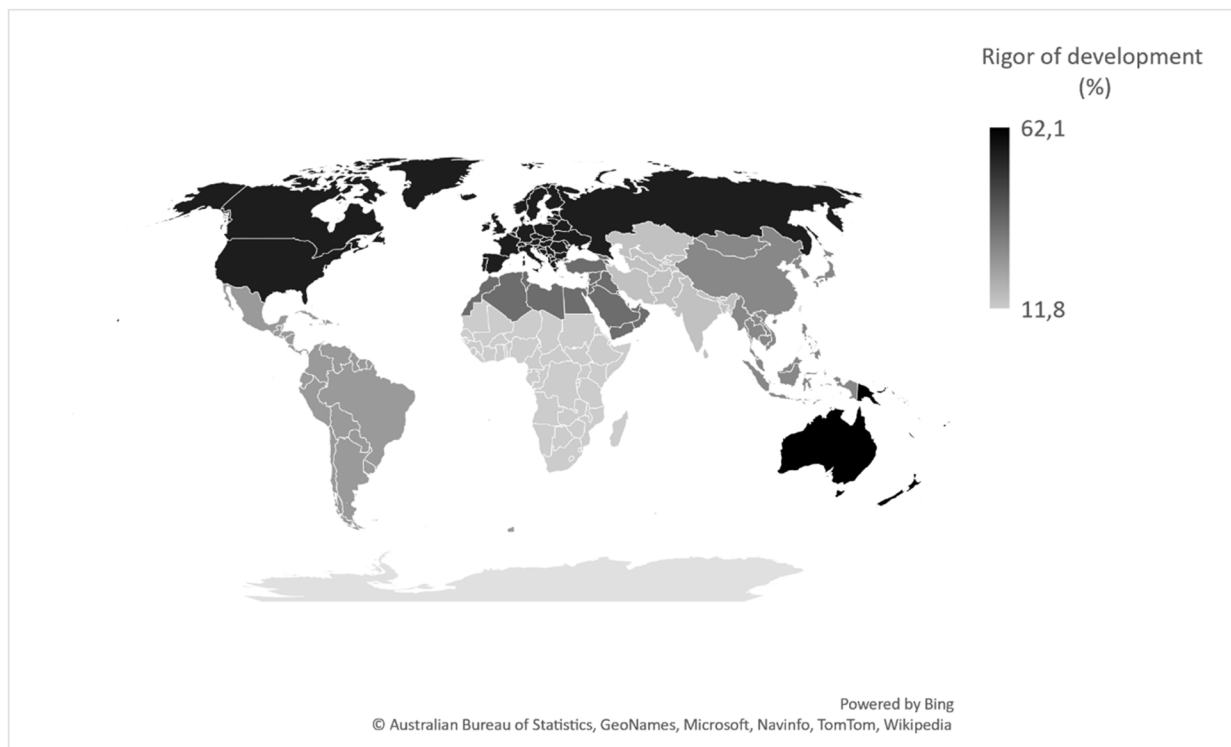 Rigor of development
(%)
62,1
11,8
Powered by Bing
© Australian Bureau of Statistics, GeoNames, Microsoft, Navinfo, TomTom, Wikipedia